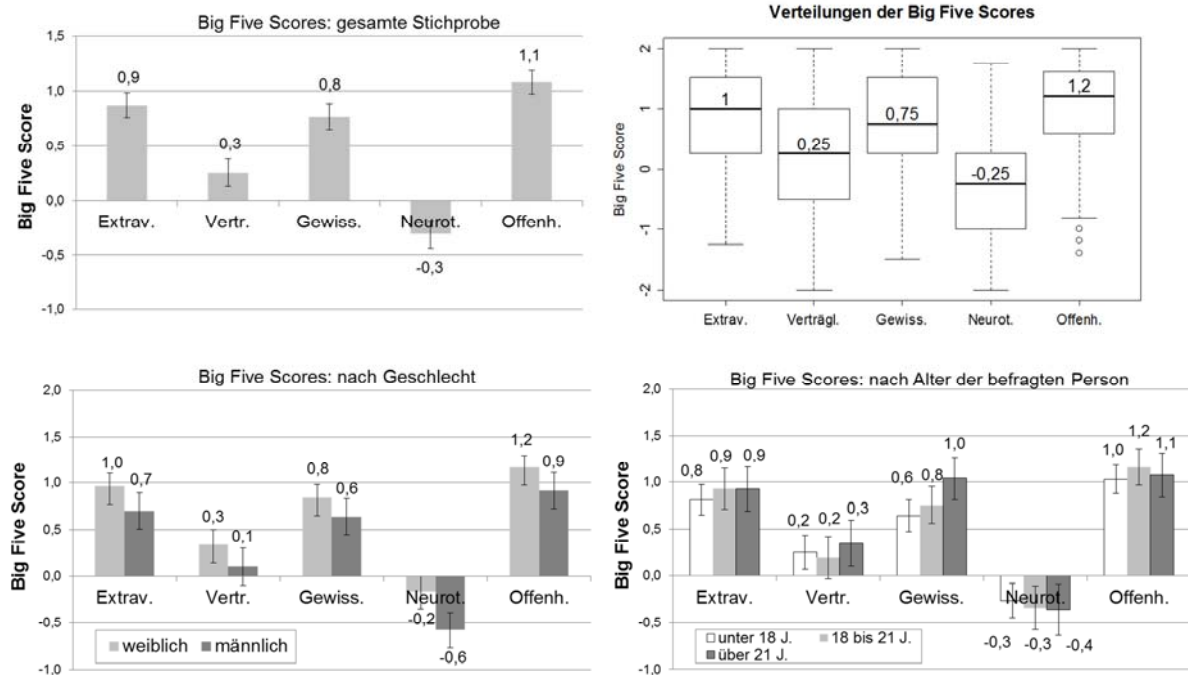 Big Five Scores: gesamte Stichprobe
1,5
1,0
0,5
0,0
-0,5
-1,0
Big Five Score
0,9
0,3
0,8
-0,3
1,1
Extrav.
Vertr.
Gewiss.
Neurot.
Offenh.
Verteilungen der Big Five Scores
2
1
0
-1
-2
Big Five Score
1
0,25
0,75
-0,25
1,2
Extrav.
Verträgl.
Gewiss.
Neurot.
Offenh.
Big Five Scores: nach Geschlecht
2,0
1,5
1,0
0,5
0,0
-0,5
-1,0
Big Five Score
1,0
0,7
0,3
0,1
0,8
0,6
-0,2
-0,6
1,2
0,9
Extrav.
Vertr.
Gewiss.
Neurot.
Offenh.
weiblich
männlich
Big Five Scores: nach Alter der befragten Person
2,0
1,5
1,0
0,5
0,0
-0,5
-1,0
Big Five Score
0,8
0,9
0,9
0,2
0,2
0,3
0,6
0,8
1,0
-0,3
-0,3
-0,4
1,0
1,2
1,1
Extrav.
Vertr.
Gewiss.
Neurot.
Offenh.
unter 18 J.
18 bis 21 J.
über 21 J.